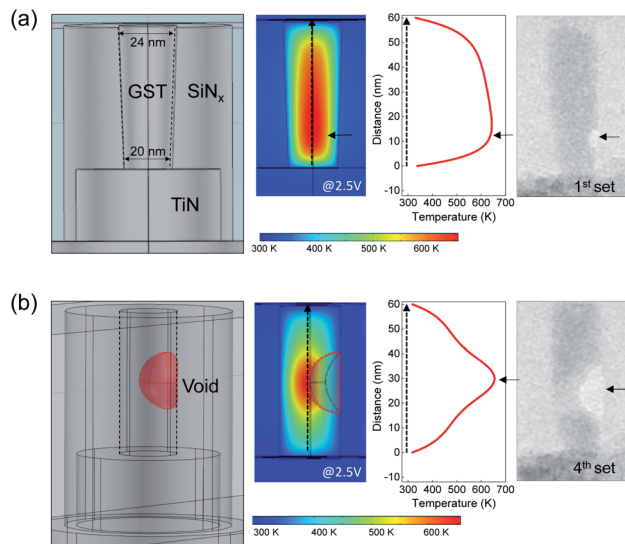 (a)
24 nm
GST
SiNx
20 nm
TiN
@2.5V
300 K 400 K 500 K 600 K
Distance (nm)
60
50
40
30
20
10
0
-10
300 400 500 600 700
Temperature (K)
1st set
(b)
Void
@2.5V
300 K 400 K 500 K 600 K
Distance (nm)
60
50
40
30
20
10
0
-10
300 400 500 600 700
Temperature (K)
4th set